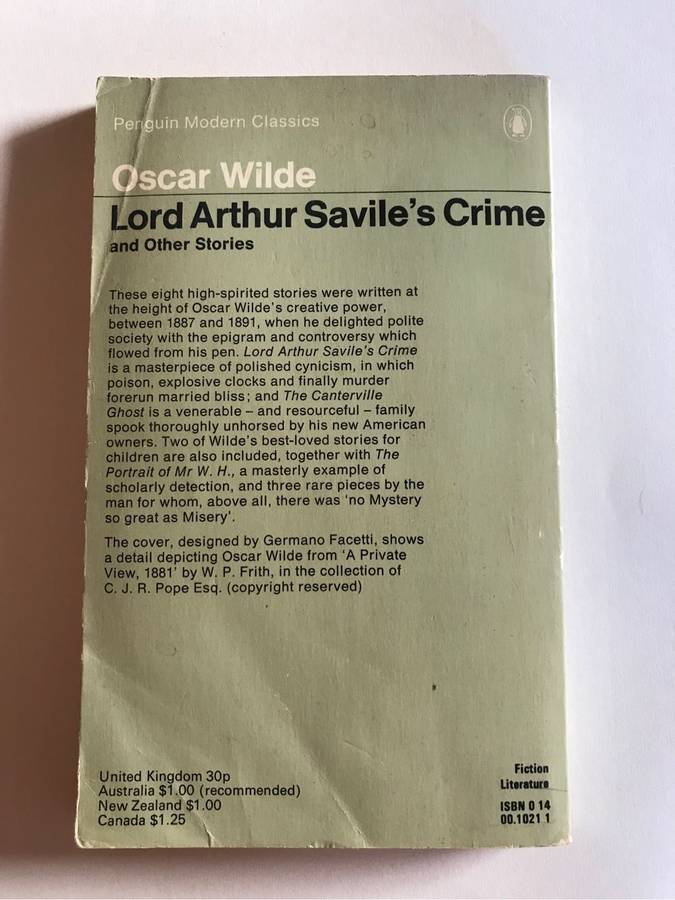 Penguin Modern Classics
Oscar Wilde
Lord Arthur Savile's Crime
and Other Stories
These eight high-spirited stories were written at
the height of Oscar Wilde's creative power,
between 1887 and 1891, when he delighted polite
society with the epigram and controversy which
flowed from his pen. Lord Arthur Savile's Crime
is a masterpiece of polished cynicism, in which
poison, explosive clocks and finally murder
forerun married bliss; and The Canterville
Ghost is a venerable – and resourceful – family
spook thoroughly unhorsed by his new American
owners. Two of Wilde's best-loved stories for
children are also included, together with The
Portrait of Mr W. H., a masterly example of
scholarly detection, and three rare pieces by the
man for whom, above all, there was 'no Mystery
so great as Misery'.
The cover, designed by Germano Facetti, shows
a detail depicting Oscar Wilde from 'A Private
View, 1881' by W. P. Frith, in the collection of
C. J. R. Pope Esq. (copyright reserved)
United Kingdom 30p
Australia $1.00 (recommended)
New Zealand $1.00
Canada $1.25
Fiction
Literature
ISBN 0 14
00.1021 1